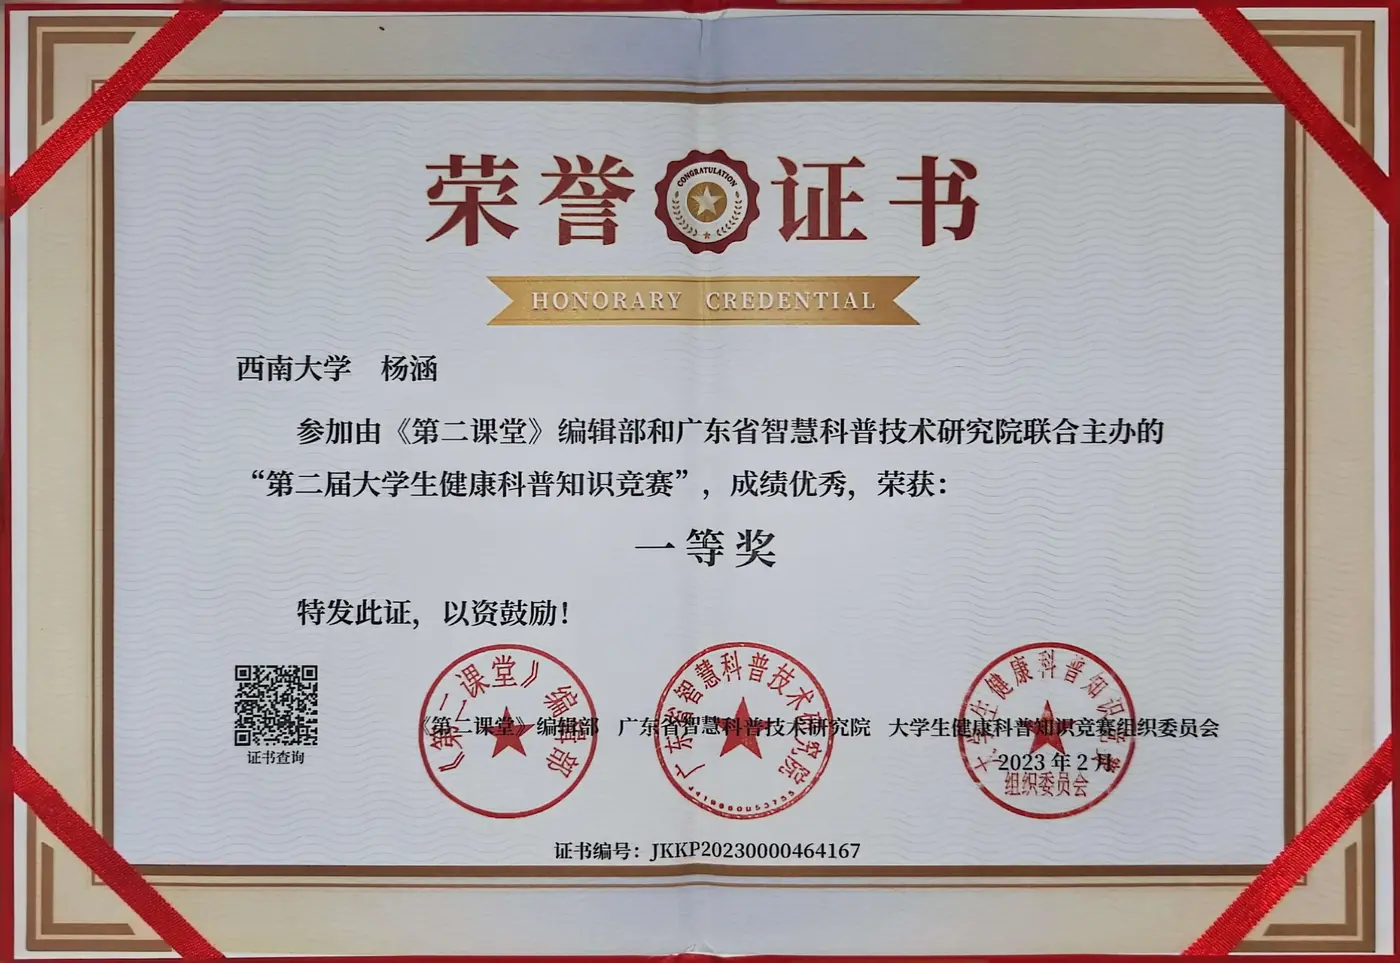 荣誉证书
CONGRATULATION
HONORARY CREDENTIAL
西南大学 杨涵
参加由《第二课堂》编辑部和广东省智慧科普技术研究院联合主办的
“第二届大学生健康科普知识竞赛”，成绩优秀，荣获：
一等奖
特发此证，以资鼓励！
《第二课堂》编辑部
广东省智慧科普技术研究院
大学生健康科普知识竞赛
组织委员会
《第二课堂》编辑部 广东省智慧科普技术研究院 大学生健康科普知识竞赛组织委员会
2023 年 2 月
证书查询
证书编号：JKKP20230000464167